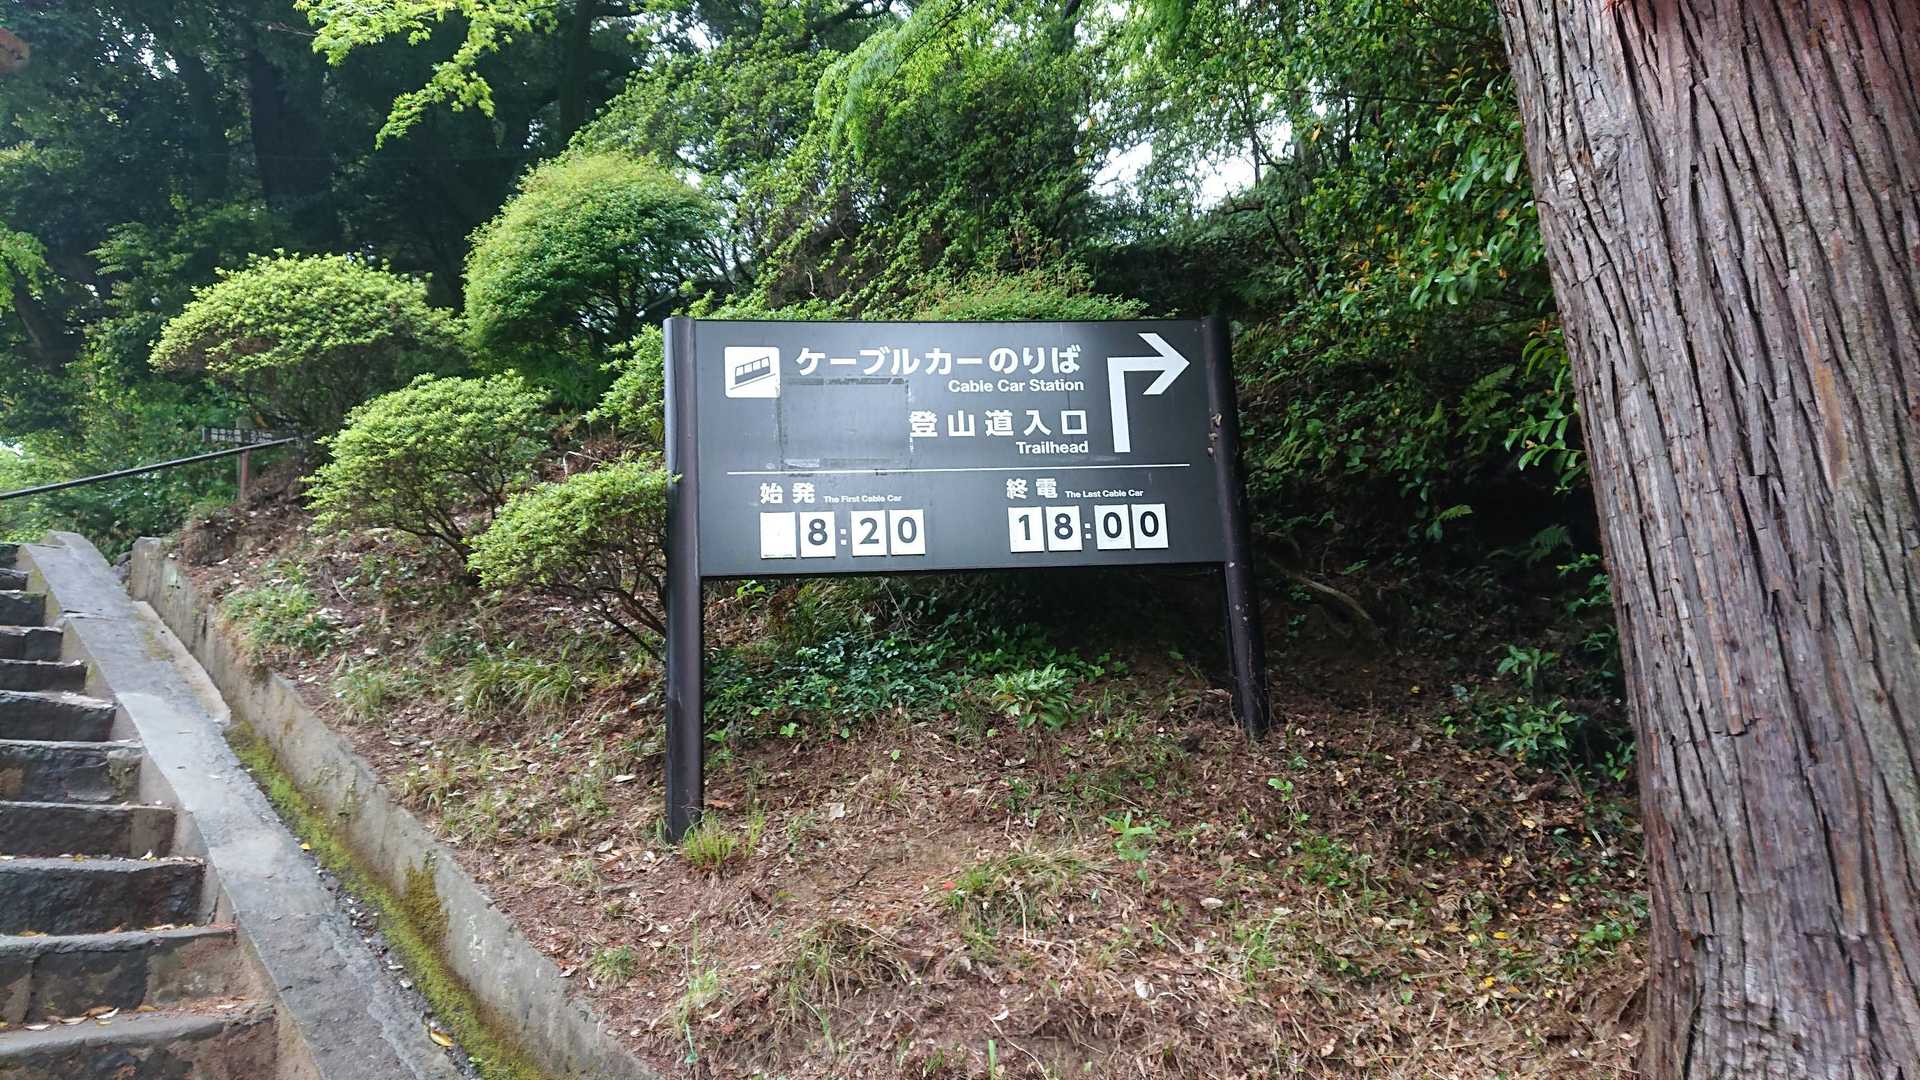 ケーブルカーのりば
Cable Car Station
登山道入口
Trailhead
始発 The First Cable Car
8:20
終電 The Last Cable Car
18:00